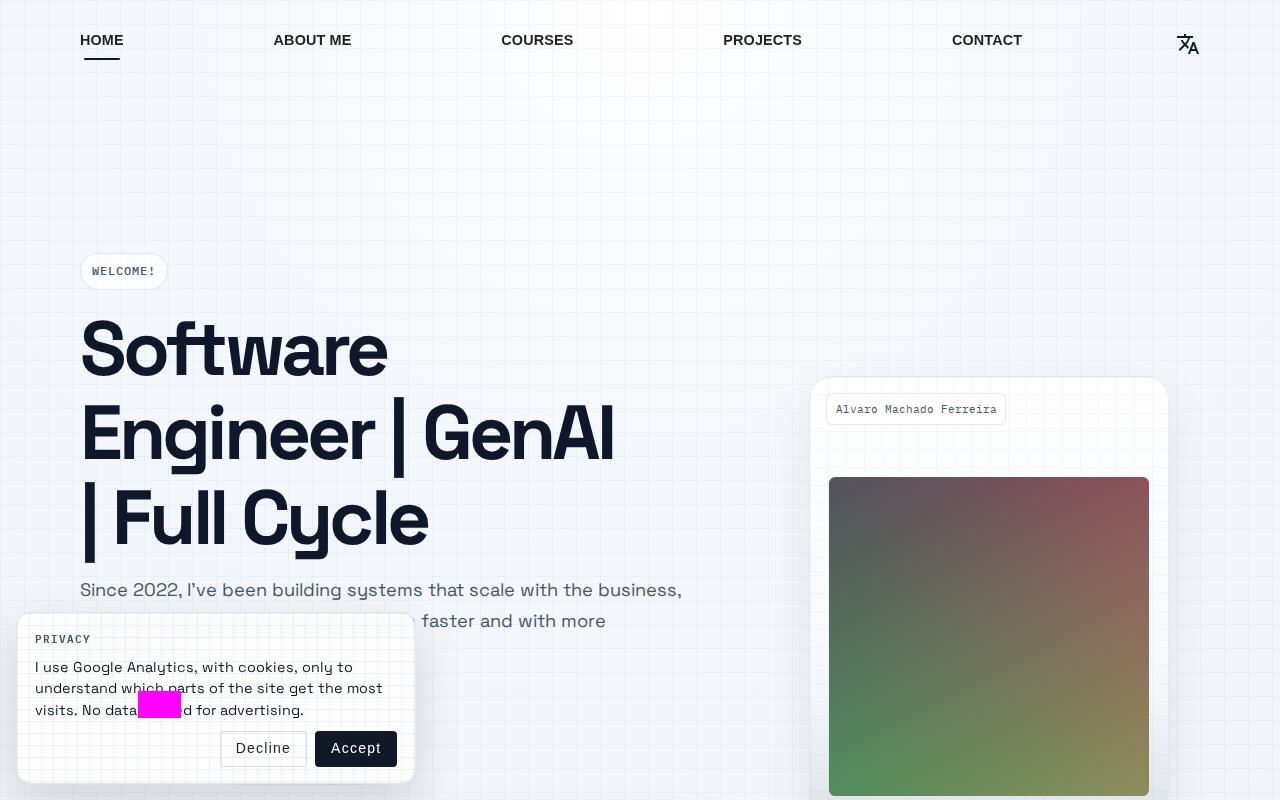 HOME
ABOUT ME
COURSES
PROJECTS
CONTACT
WELCOME!
Software
Engineer | GenAI
| Full Cycle
Since 2022, I've been building systems that scale with the business,
faster and with more
Alvaro Machado Ferreira
PRIVACY
I use Google Analytics, with cookies, only to
understand which parts of the site get the most
visits. No data for advertising.
Decline
Accept